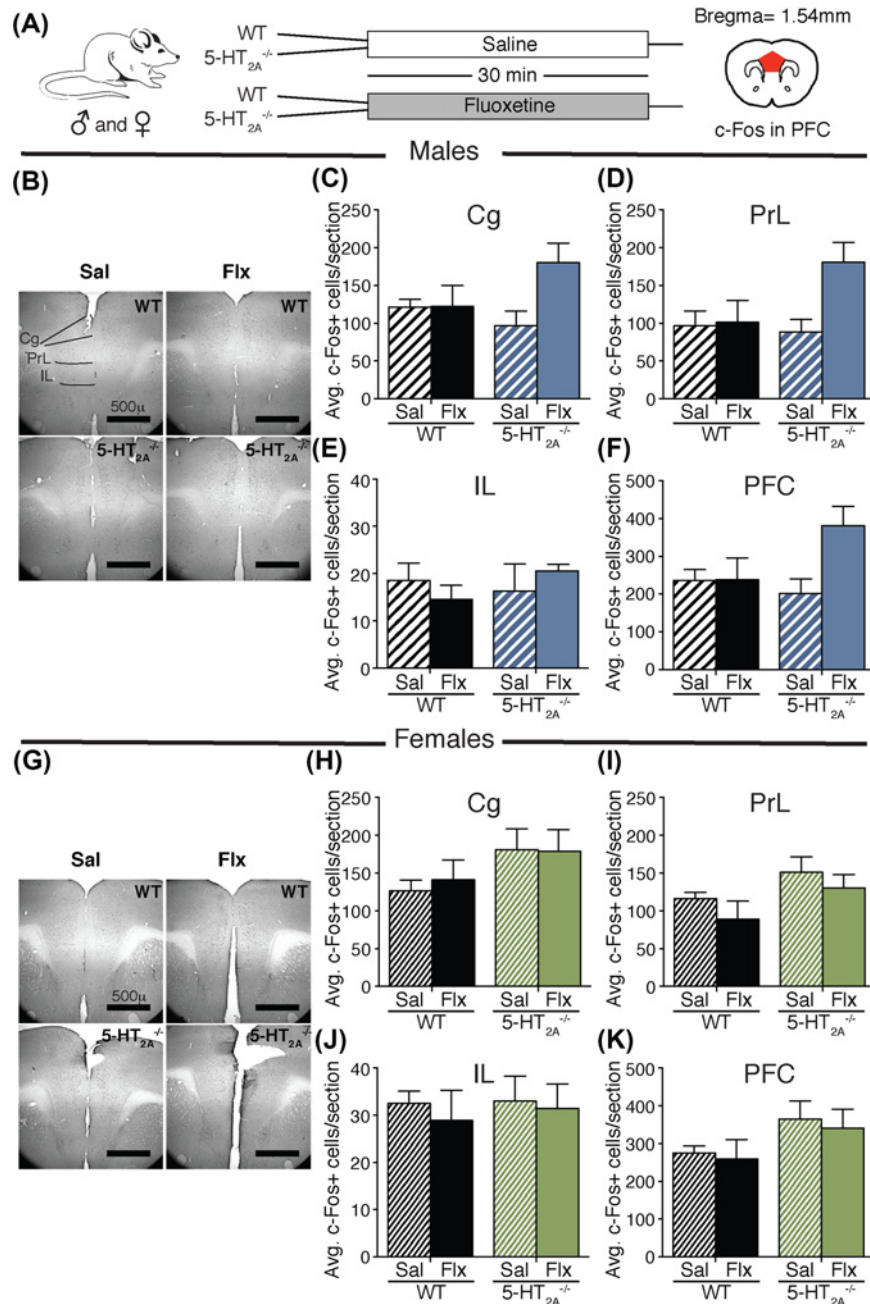 (A)
WT
5-HT2A-/-
Saline
30 min
WT
5-HT2A-/-
Fluoxetine
♂ and ♀
Bregma= 1.54mm
c-Fos in PFC
Males
(B)
Sal Flx
WT WT
Cg
PrL
IL
500µ
5-HT2A-/- 5-HT2A-/-
(C)
Cg
Avg. c-Fos+ cells/section
250
200
150
100
50
0
Sal Flx Sal Flx
WT 5-HT2A-/-
(D)
PrL
Avg. c-Fos+ cells/section
250
200
150
100
50
0
Sal Flx Sal Flx
WT 5-HT2A-/-
(E)
IL
Avg. c-Fos+ cells/section
40
30
20
10
0
Sal Flx Sal Flx
WT 5-HT2A-/-
(F)
PFC
Avg. c-Fos+ cells/section
500
400
300
200
100
0
Sal Flx Sal Flx
WT 5-HT2A-/-
Females
(G)
Sal Flx
WT WT
500µ
5-HT2A-/- 5-HT2A-/-
(H)
Cg
Avg. c-Fos+ cells/section
250
200
150
100
50
0
Sal Flx Sal Flx
WT 5-HT2A-/-
(I)
PrL
Avg. c-Fos+ cells/section
250
200
150
100
50
0
Sal Flx Sal Flx
WT 5-HT2A-/-
(J)
IL
Avg. c-Fos+ cells/section
40
30
20
10
0
Sal Flx Sal Flx
WT 5-HT2A-/-
(K)
PFC
Avg. c-Fos+ cells/section
500
400
300
200
100
0
Sal Flx Sal Flx
WT 5-HT2A-/-